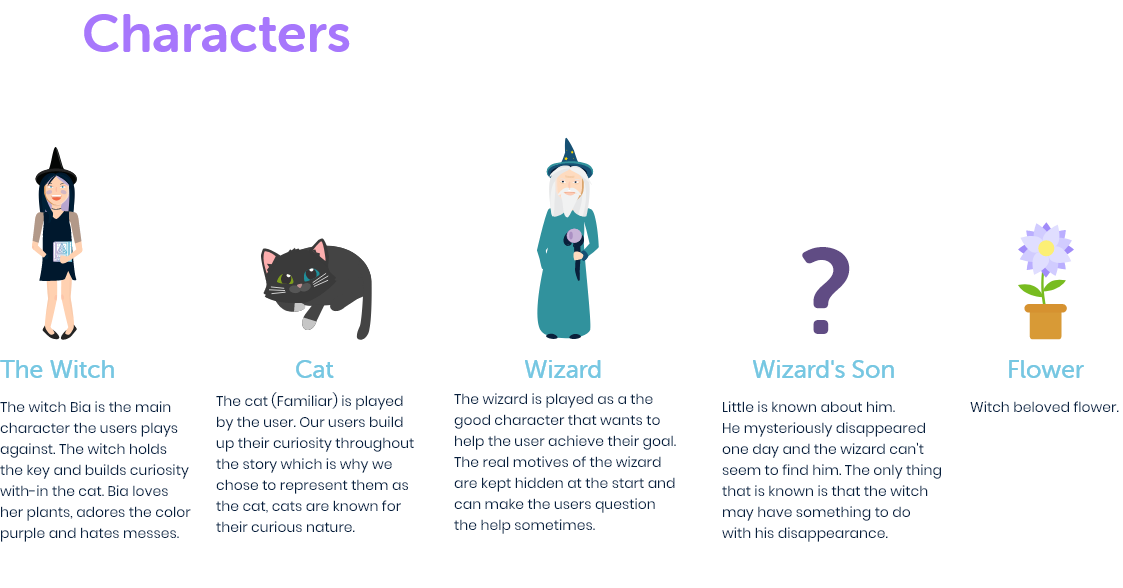 Characters
The Witch
The witch Bia is the main
character the users plays
against. The witch holds
the key and builds curiosity
with-in the cat. Bia loves
her plants, adores the color
purple and hates messes.
Cat
The cat (Familiar) is played
by the user. Our users build
up their curiosity throughout
the story which is why we
chose to represent them as
the cat, cats are known for
their curious nature.
Wizard
The wizard is played as a the
good character that wants to
help the user achieve their goal.
The real motives of the wizard
are kept hidden at the start and
can make the users question
the help sometimes.
?
Wizard's Son
Little is known about him.
He mysteriously disappeared
one day and the wizard can't
seem to find him. The only thing
that is known is that the witch
may have something to do
with his disappearance.
Flower
Witch beloved flower.